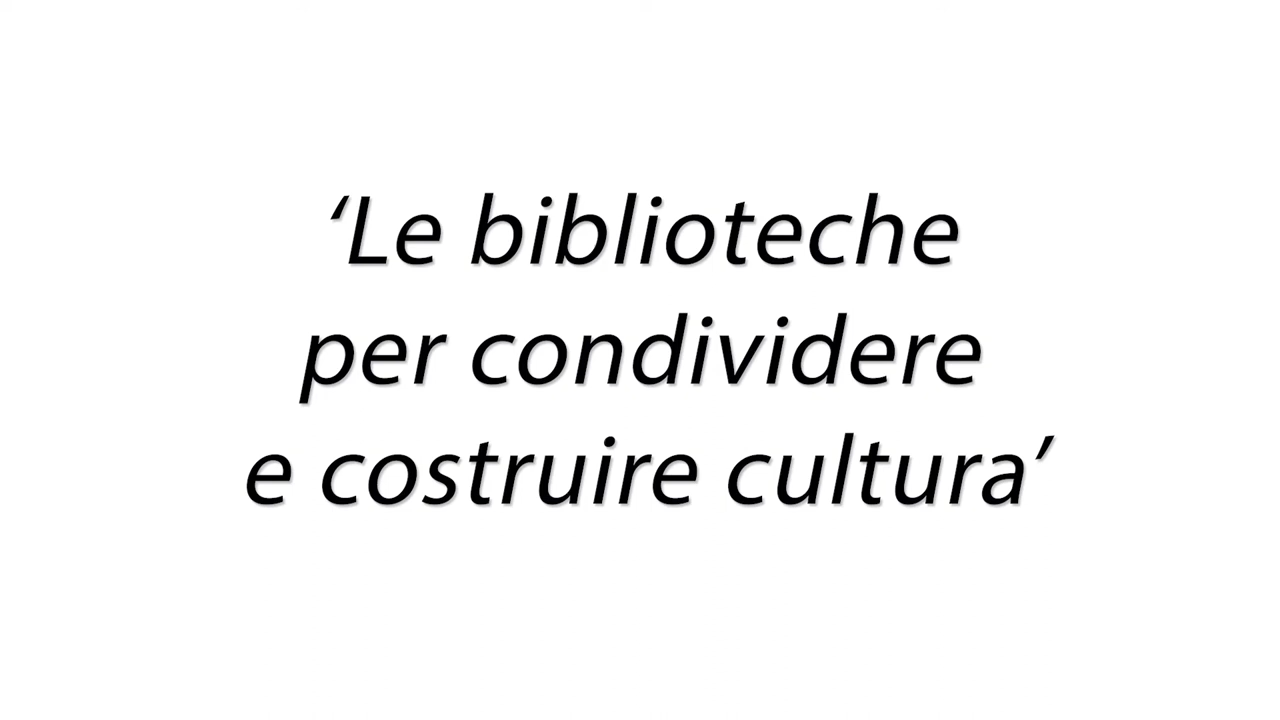 ‘Le biblioteche
per condividere
e costruire cultura’